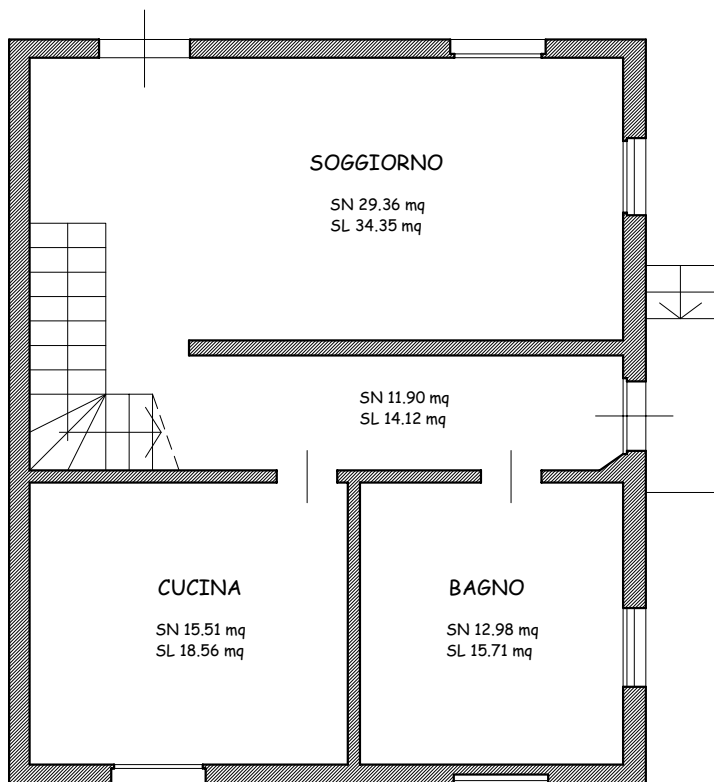 SOGGIORNO
SN 29.36 mq
SL 34.35 mq
SN 11.90 mq
SL 14.12 mq
CUCINA
SN 15.51 mq
SL 18.56 mq
BAGNO
SN 12.98 mq
SL 15.71 mq